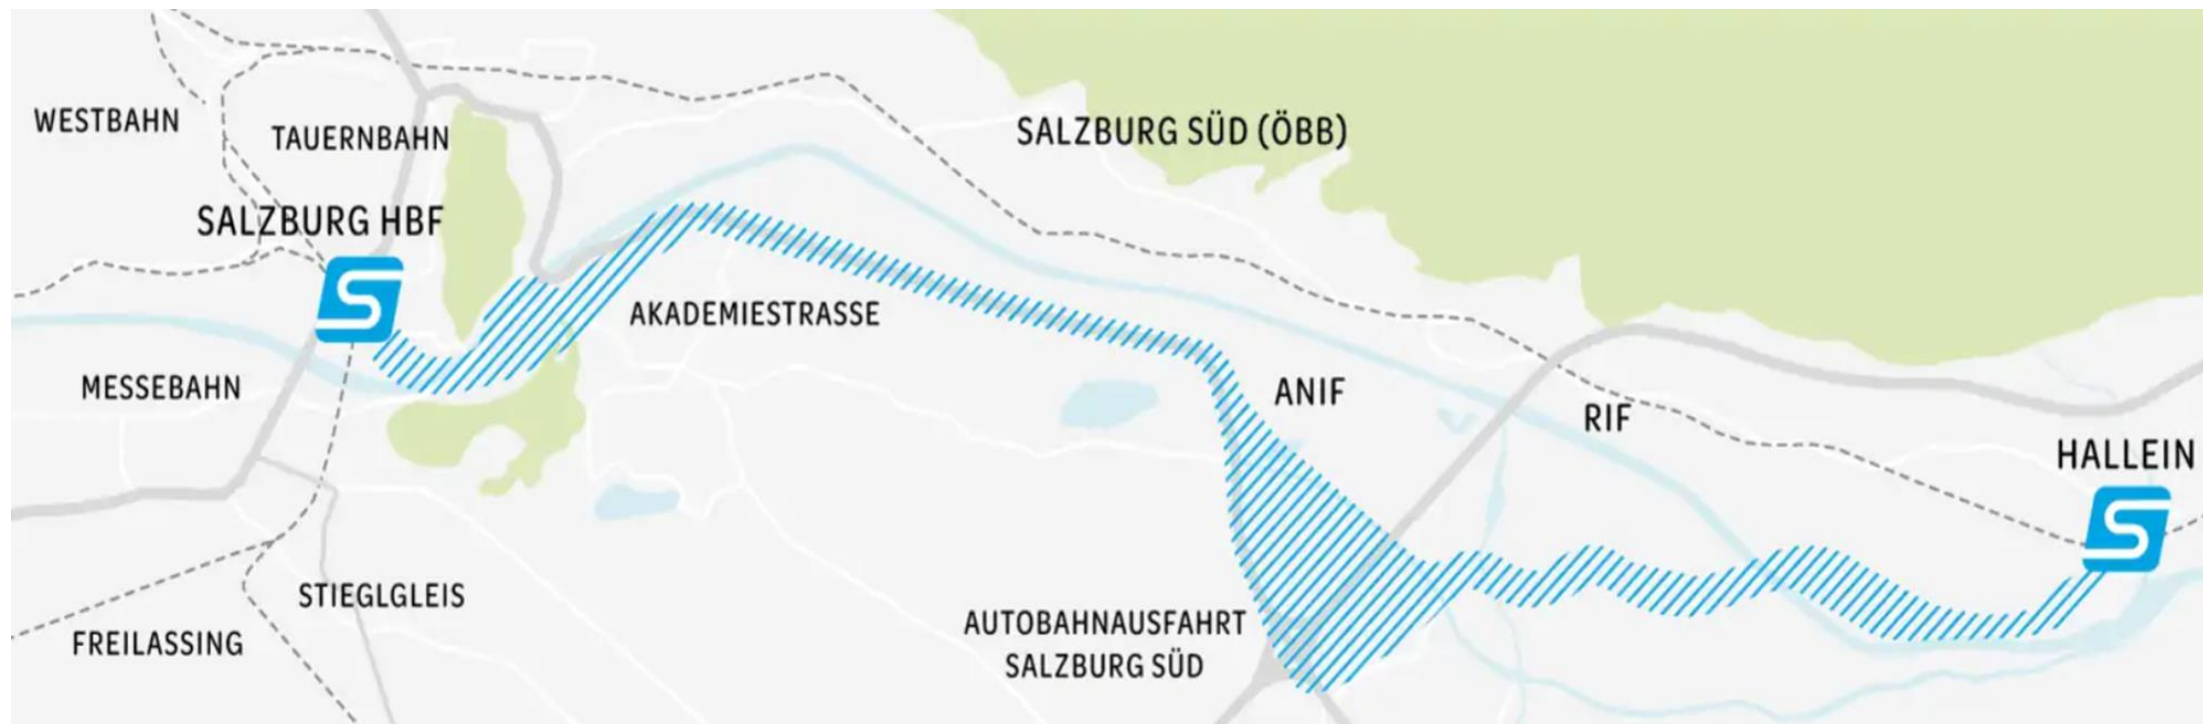 WESTBAHN
TAUERNBAHN
SALZBURG SÜD (ÖBB)
SALZBURG HBF
S
AKADEMIESTRASSE
MESSEBAHN
ANIF
RIF
HALLEIN
S
STIEGLGLEIS
FREILASSING
AUTOBAHNAUSFAHRT
SALZBURG SÜD